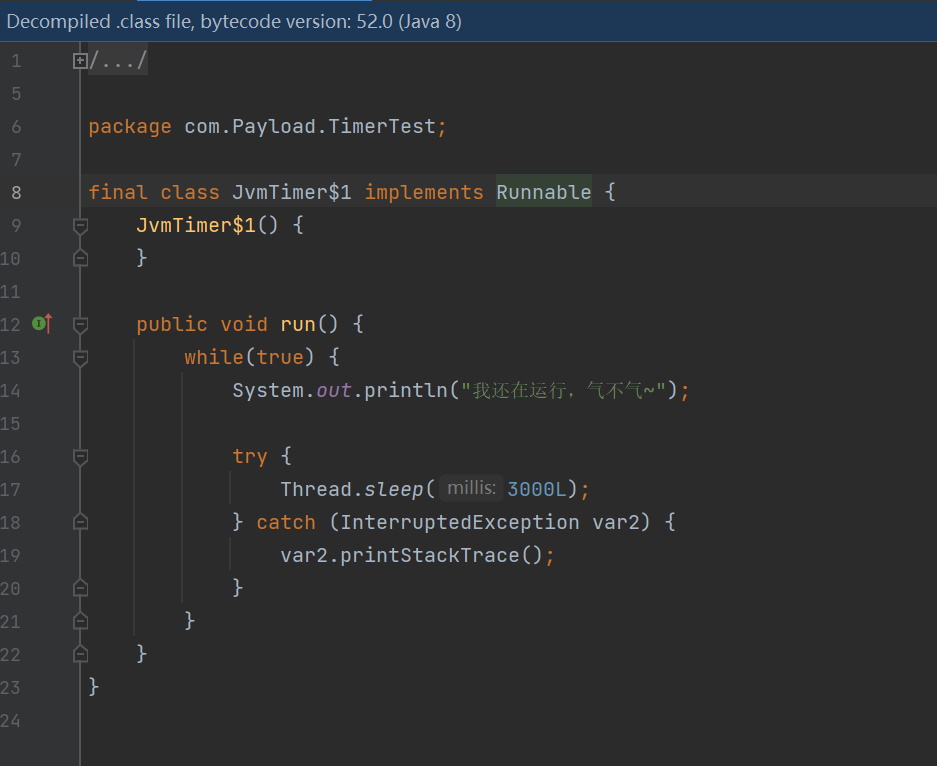 Decompiled .class file, bytecode version: 52.0 (Java 8)
1 /.../
5
6 package com.Payload.TimerTest;
7
8 final class JvmTimer$1 implements Runnable {
9 JvmTimer$1() {
10 }
11
12 public void run() {
13 while(true) {
14 System.out.println("我还在运行，气不气~");
15
16 try {
17 Thread.sleep( millis: 3000L);
18 } catch (InterruptedException var2) {
19 var2.printStackTrace();
20 }
21 }
22 }
23 }
24